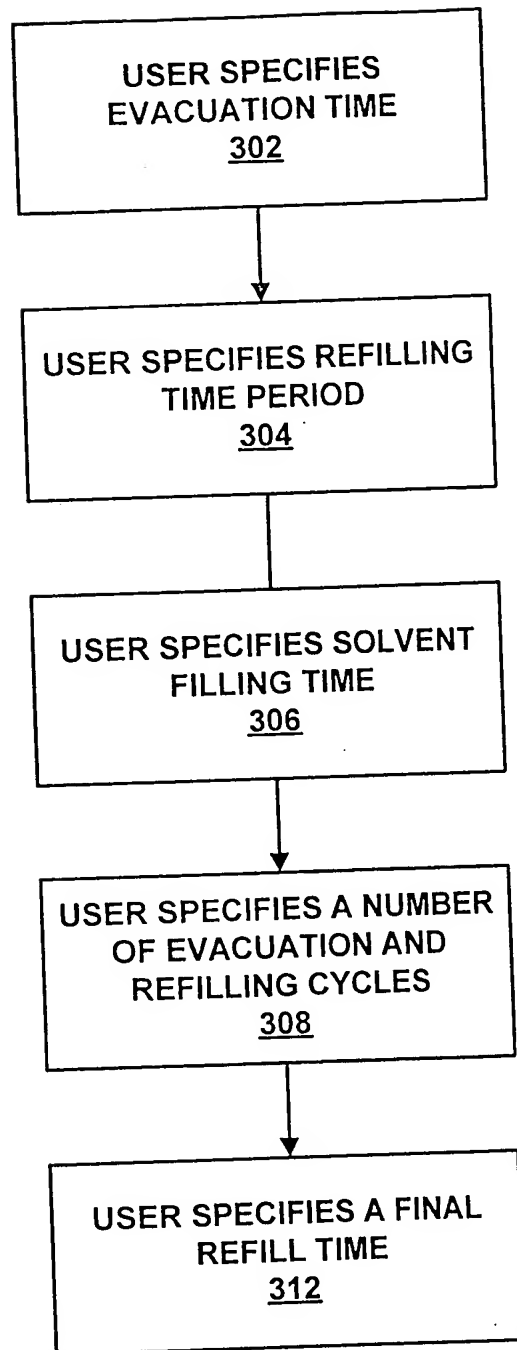 USER SPECIFIES
EVACUATION TIME
302
USER SPECIFIES REFILLING
TIME PERIOD
304
USER SPECIFIES SOLVENT
FILLING TIME
306
USER SPECIFIES A NUMBER
OF EVACUATION AND
REFILLING CYCLES
308
USER SPECIFIES A FINAL
REFILL TIME
312